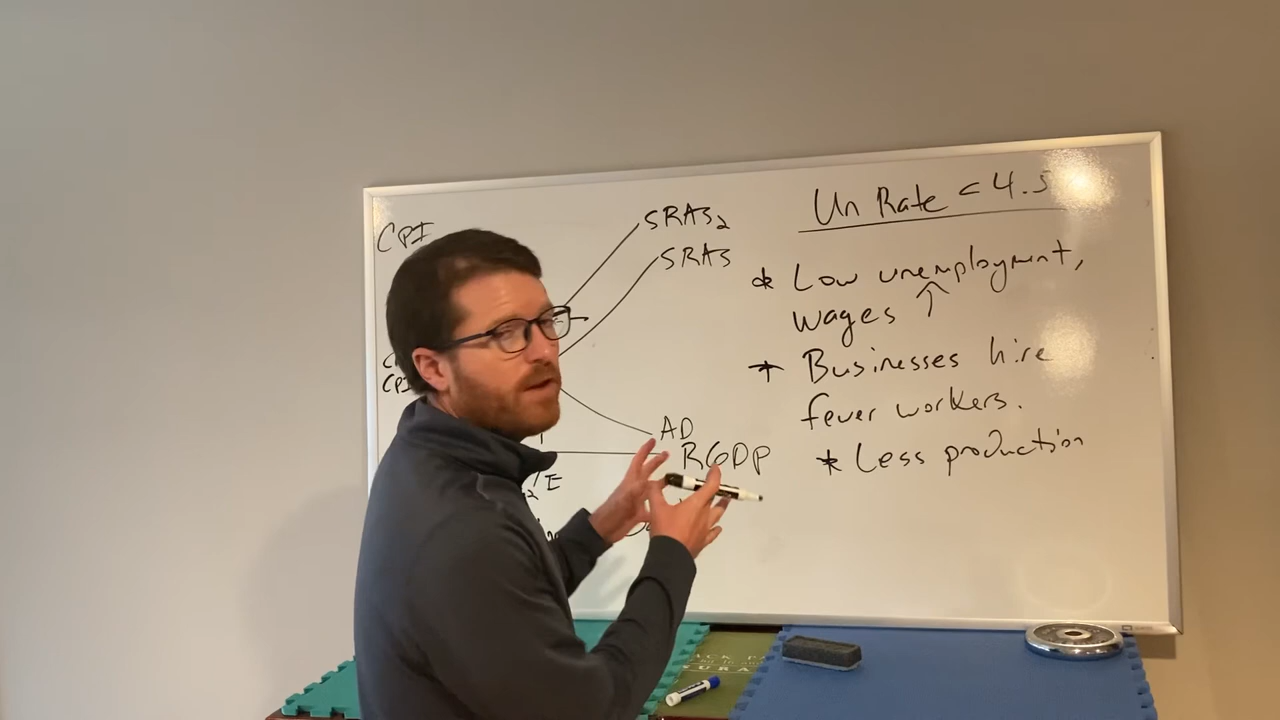 CPI
SRAS2
SRAS
AD
RGDP
E
Un Rate < 4.5
* Low unemployment,
wages ↑
* Businesses hire
fewer workers.
* Less production